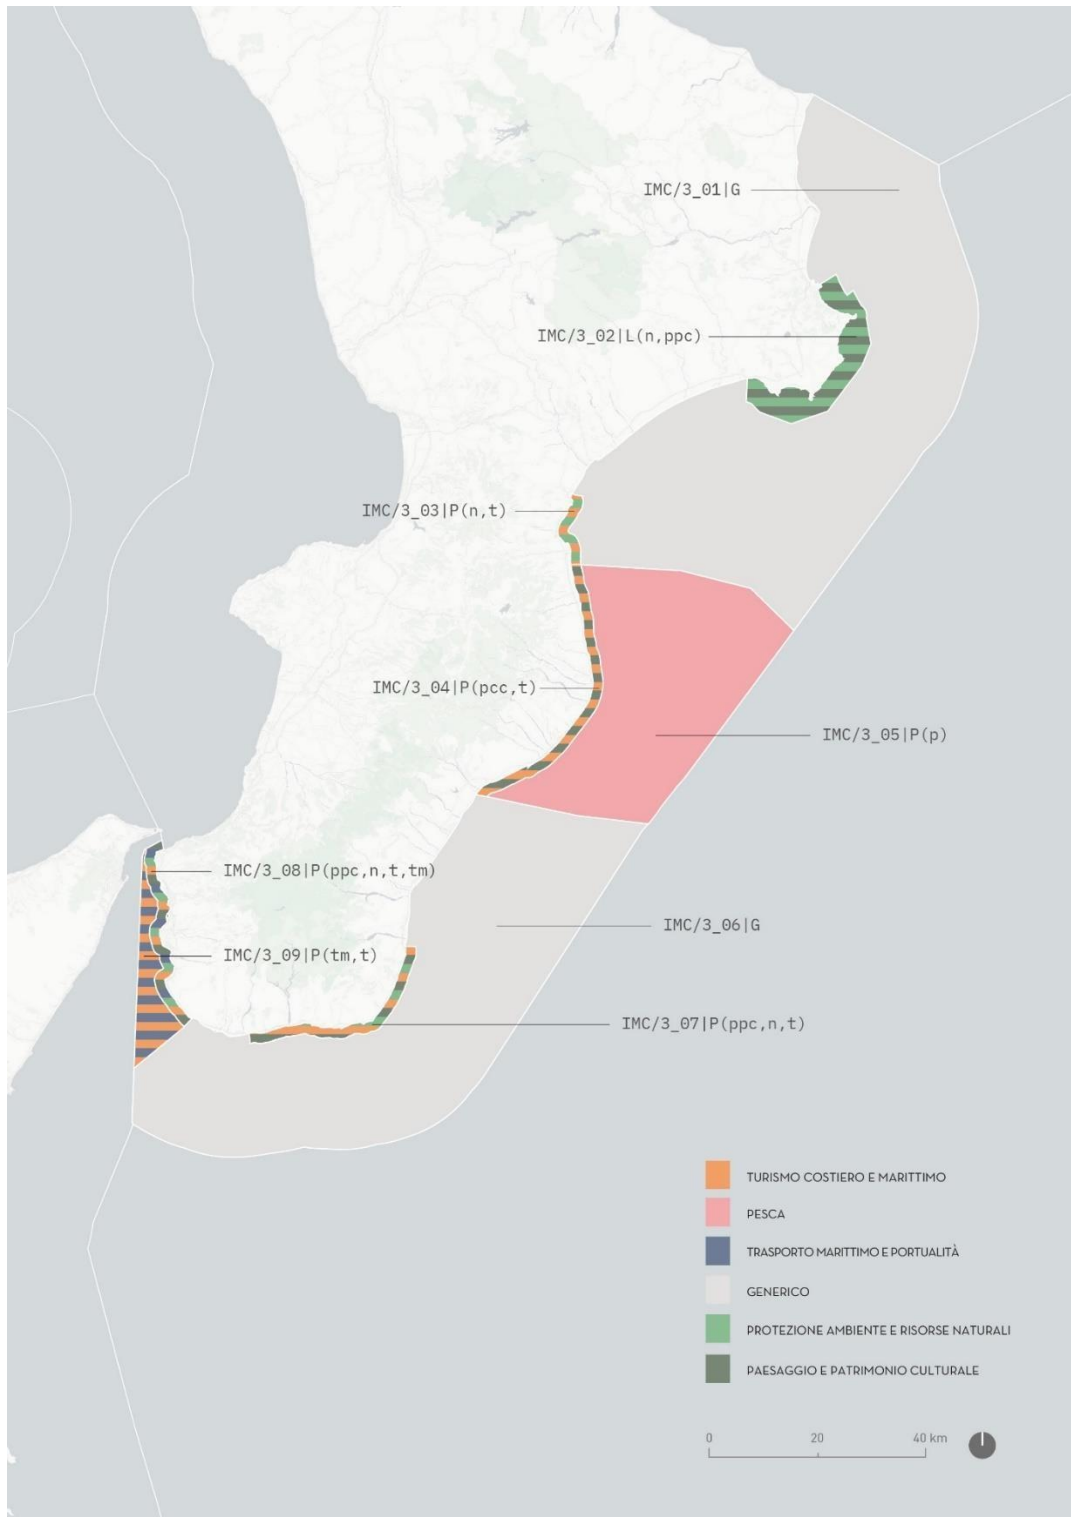 IMC/3_01|G
IMC/3_02|L(n,ppc)
IMC/3_03|P(n,t)
IMC/3_04|P(pcc,t)
IMC/3_05|P(p)
IMC/3_08|P(ppc,n,t,tm)
IMC/3_06|G
IMC/3_09|P(tm,t)
IMC/3_07|P(ppc,n,t)
TURISMO COSTIERO E MARITTIMO
PESCA
TRASPORTO MARITTIMO E PORTUALITÀ
GENERICO
PROTEZIONE AMBIENTE E RISORSE NATURALI
PAESAGGIO E PATRIMONIO CULTURALE
0 20 40 km